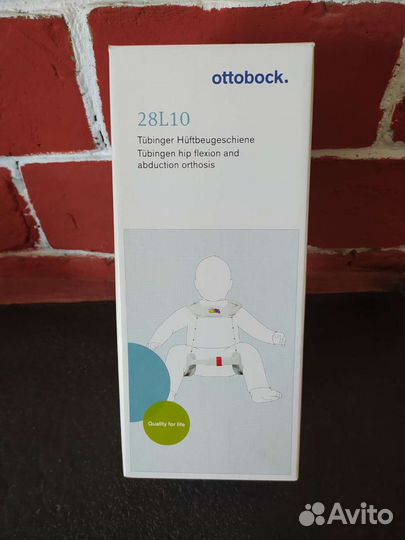 ottobock.
28L10
Tübinger Hüftbeugeschiene
Tübingen hip flexion and
abduction orthosis
Quality for life
Avito